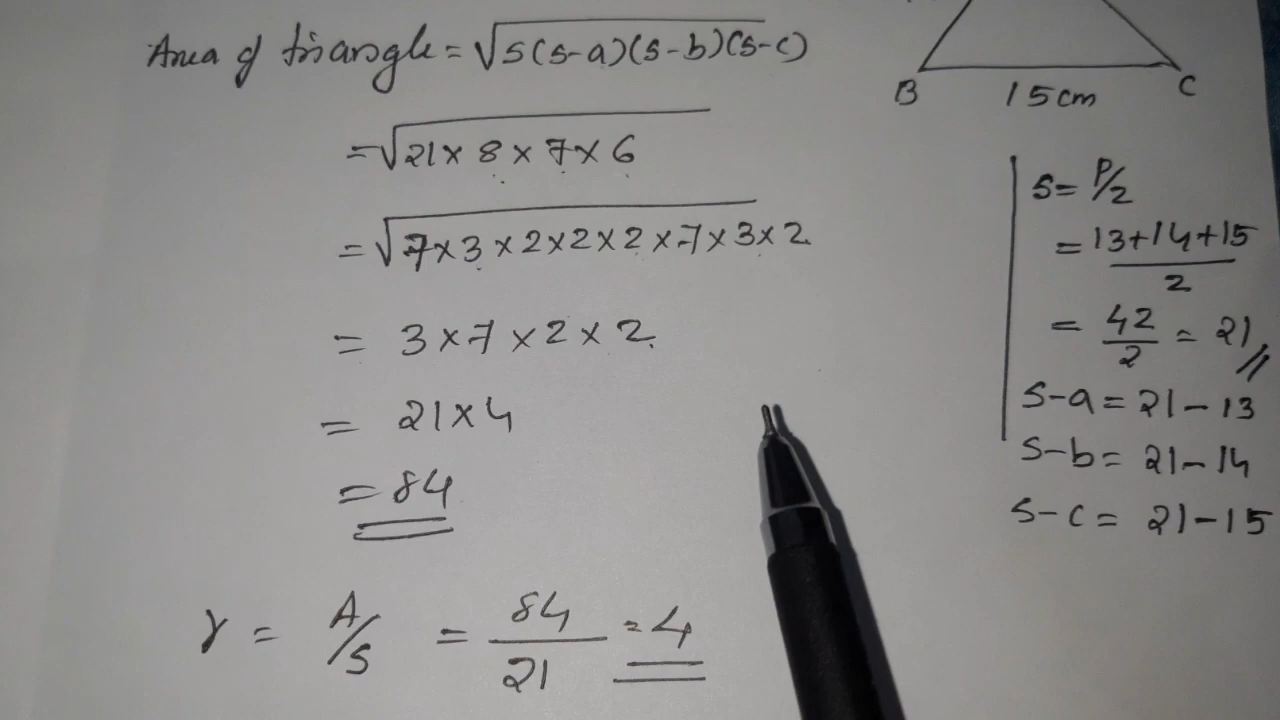 Area of triangle = √s(s-a)(s-b)(s-c)
= √21 × 8 × 7 × 6
= √7 × 3 × 2 × 2 × 2 × 7 × 3 × 2
= 3 × 7 × 2 × 2
= 21 × 4
= 84
r = A/s = 84/21 = 4
B 15cm C
s = P/2
= 13+14+15/2
= 42/2 = 21
s-a = 21-13
s-b = 21-14
s-c = 21-15